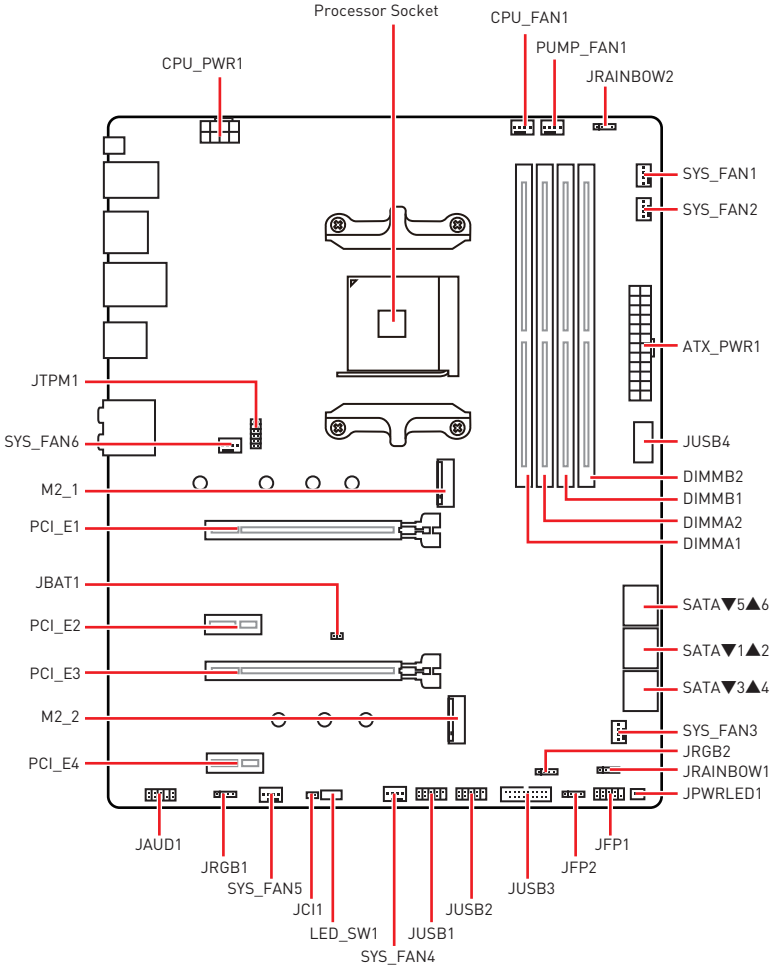 Processor Socket
CPU_FAN1
PUMP_FAN1
CPU_PWR1
JRAINBOW2
SYS_FAN1
SYS_FAN2
ATX_PWR1
JTPM1
SYS_FAN6
JUSB4
DIMMB2
M2_1
DIMMB1
PCI_E1
DIMMA2
DIMMA1
JBAT1
SATA▼5▲6
PCI_E2
SATA▼1▲2
PCI_E3
SATA▼3▲4
M2_2
SYS_FAN3
JRGB2
PCI_E4
JRAINBOW1
JPWRLED1
JAUD1
JFP1
JRGB1
JFP2
SYS_FAN5
JUSB3
JCI1
JUSB2
LED_SW1
JUSB1
SYS_FAN4